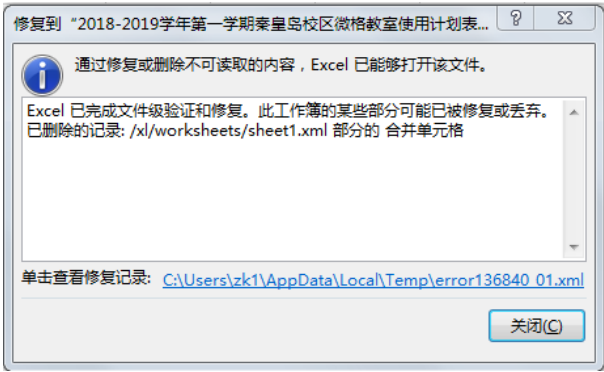 修复到“2018-2019学年第一学期秦皇岛校区微格教室使用计划表...
通过修复或删除不可读取的内容，Excel 已能够打开该文件。
Excel 已完成文件级验证和修复。此工作簿的某些部分可能已被修复或丢弃。
已删除的记录: /xl/worksheets/sheet1.xml 部分的 合并单元格
单击查看修复记录: C:\Users\zk1\AppData\Local\Temp\error136840_01.xml
关闭(C)